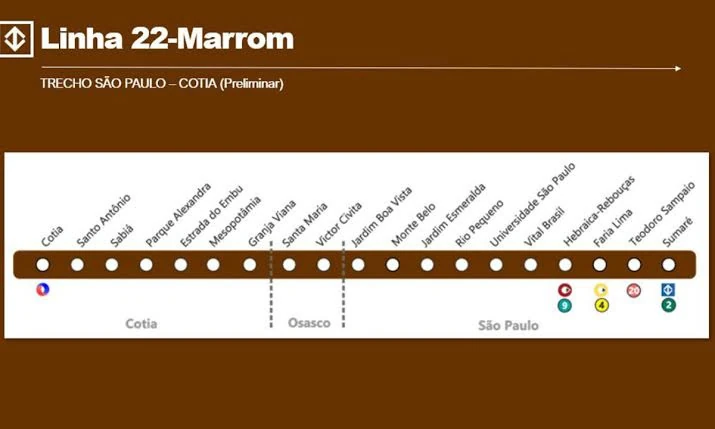 Linha 22-Marrom
TRECHO SÃO PAULO – COTIA (Preliminar)
Cotia
Santo Antônio
Sabiá
Parque Alexandra
Estrada do Embu
Mesopotâmia
Granja Viana
Santa Maria
Victor Civita
Jardim Boa Vista
Monte Belo
Jardim Esmeralda
Rio Pequeno
Universidade São Paulo
Vital Brasil
Hebraica-Rebouças
Faria Lima
Teodoro Sampaio
Sumaré
20
9
4
2
Cotia
Osasco
São Paulo